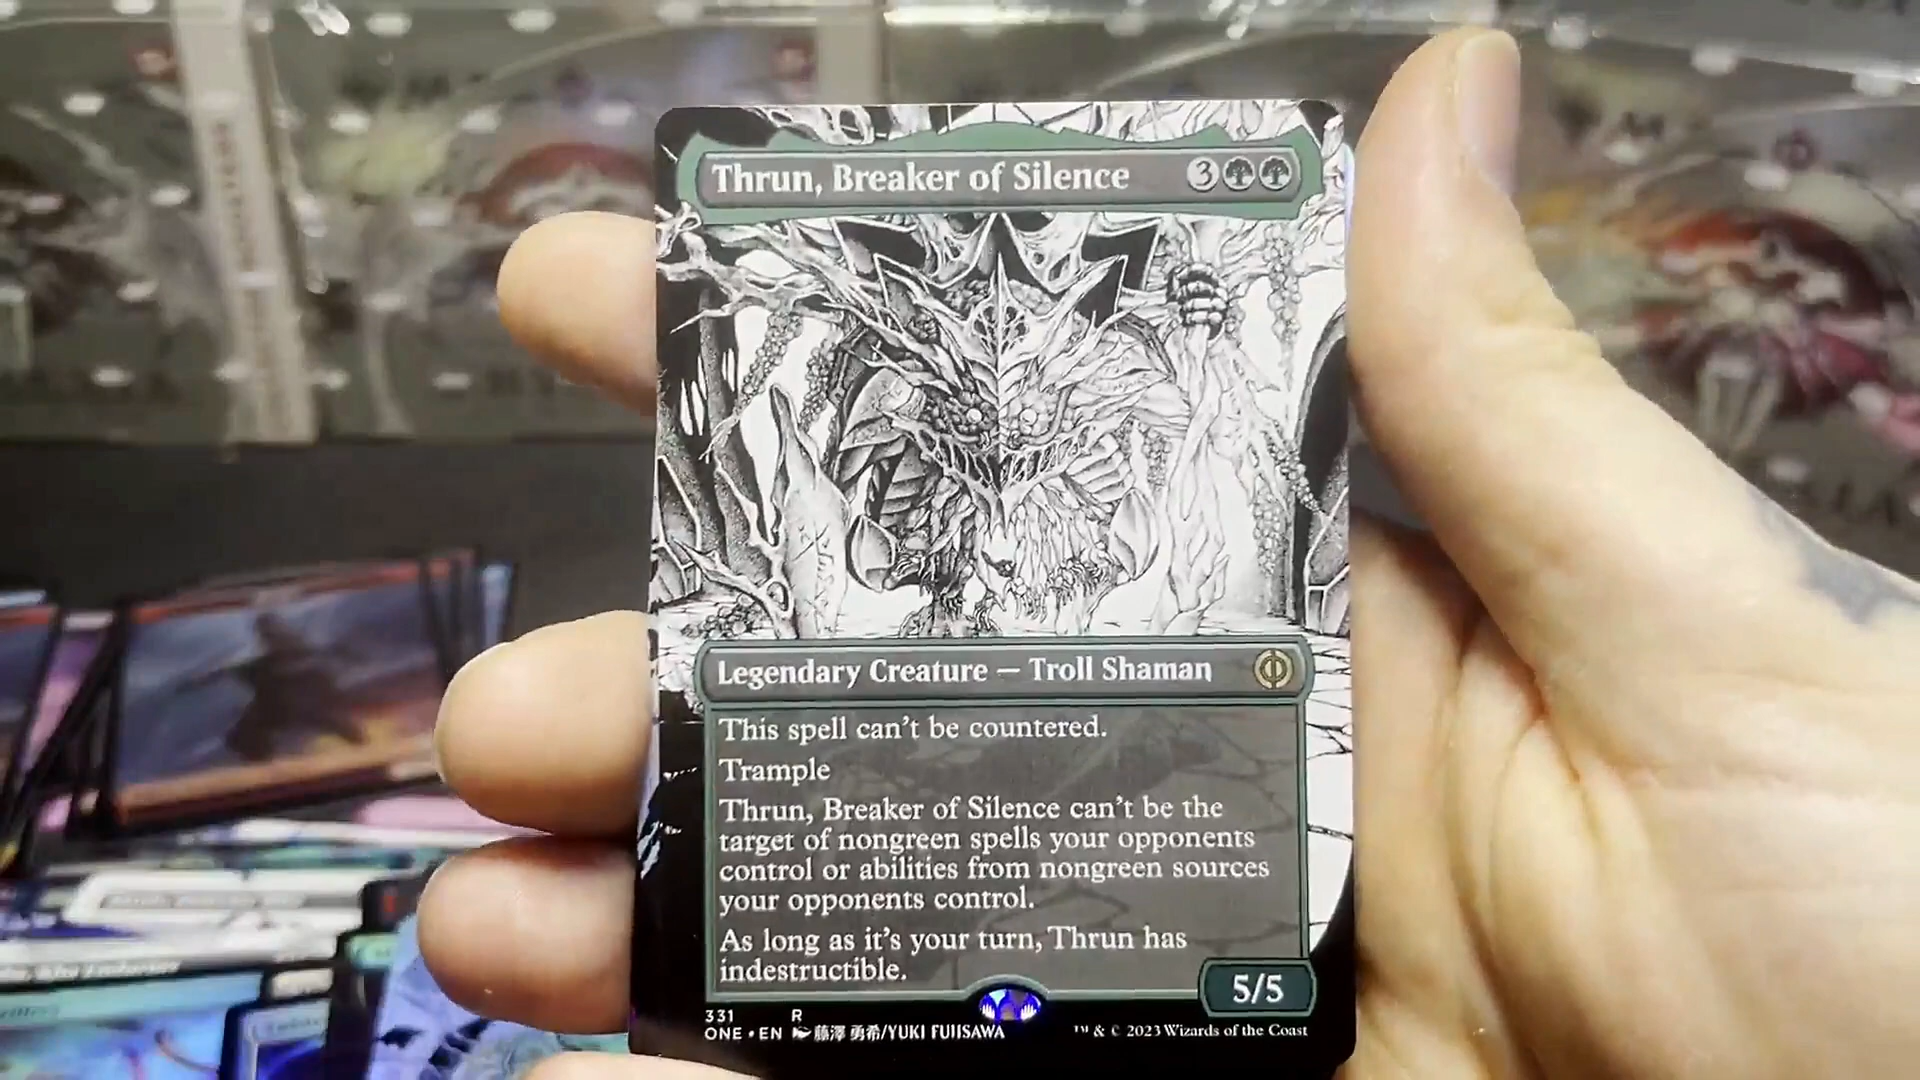 Thrun, Breaker of Silence 3
Legendary Creature — Troll Shaman
This spell can't be countered.
Trample
Thrun, Breaker of Silence can't be the
target of nongreen spells your opponents
control or abilities from nongreen sources
your opponents control.
As long as it's your turn, Thrun has
indestructible.
5/5
331 R
ONE • EN 藤澤 勇希/YUKI FUJISAWA
™ & © 2023 Wizards of the Coast